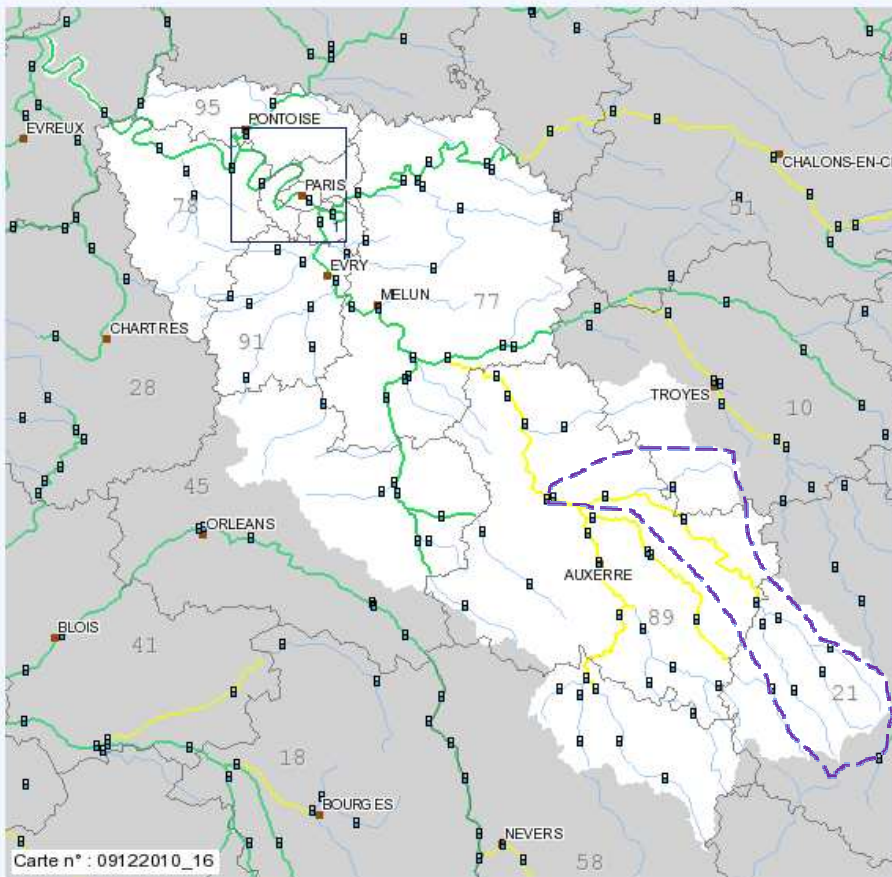 95
PONTOISE
EVREUX
CHALONS-EN-C
PARIS
78
51
EVRY
MELUN
77
91
CHARTRES
28
TROYES
10
45
ORLEANS
AUXERRE
BLOIS
89
41
21
18
BOURGES
NEVERS
58
Carte n° : 09122010_16